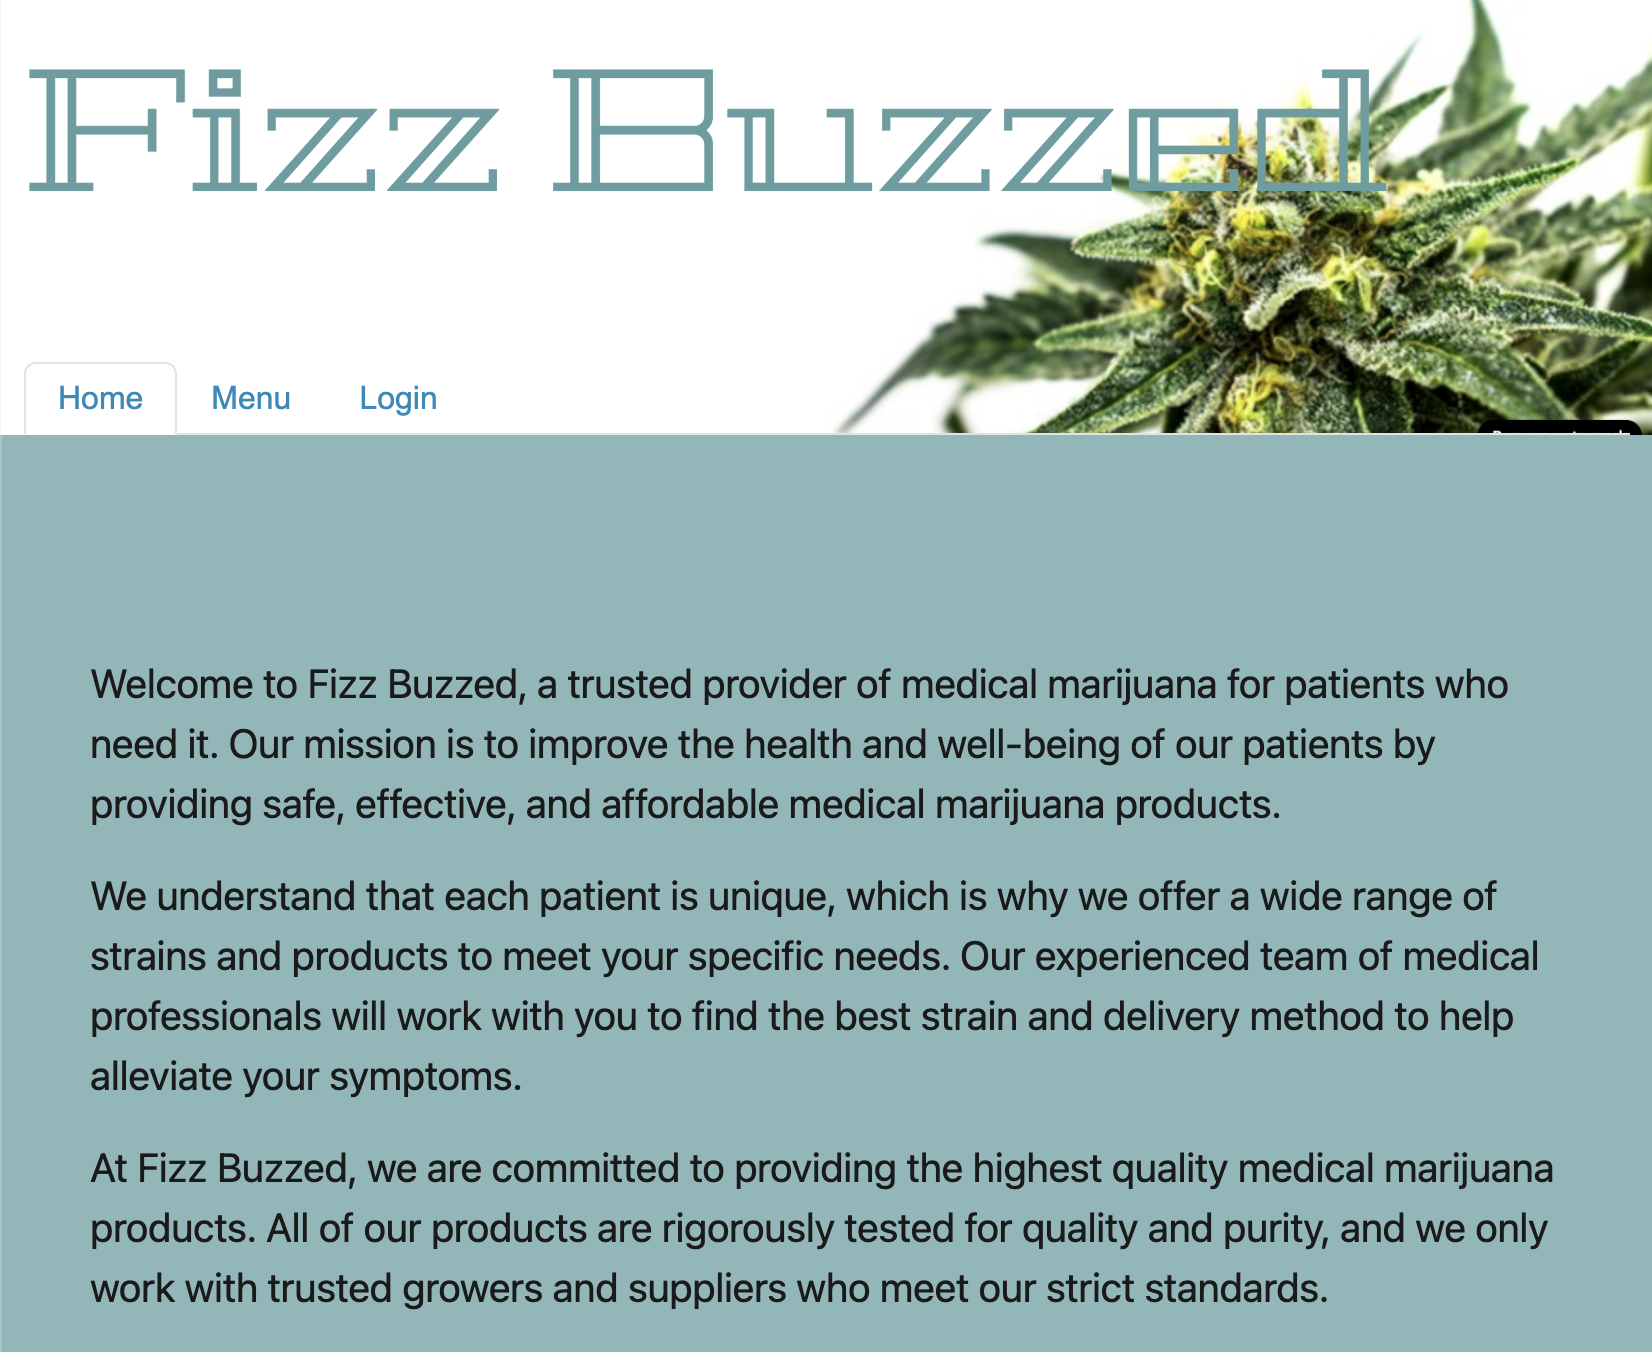 Fizz Buzzed
Home Menu Login
Welcome to Fizz Buzzed, a trusted provider of medical marijuana for patients who
need it. Our mission is to improve the health and well-being of our patients by
providing safe, effective, and affordable medical marijuana products.
We understand that each patient is unique, which is why we offer a wide range of
strains and products to meet your specific needs. Our experienced team of medical
professionals will work with you to find the best strain and delivery method to help
alleviate your symptoms.
At Fizz Buzzed, we are committed to providing the highest quality medical marijuana
products. All of our products are rigorously tested for quality and purity, and we only
work with trusted growers and suppliers who meet our strict standards.